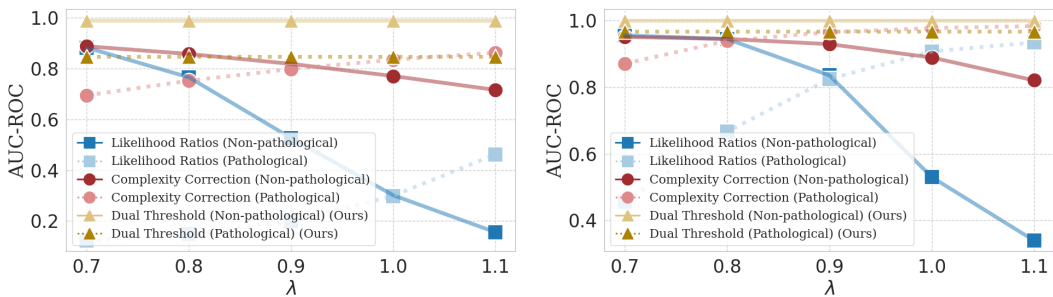 AUC-ROC
1.0
0.8
0.6
0.4
0.2
Likelihood Ratios (Non-pathological)
Likelihood Ratios (Pathological)
Complexity Correction (Non-pathological)
Complexity Correction (Pathological)
Dual Threshold (Non-pathological) (Ours)
Dual Threshold (Pathological) (Ours)
0.7 0.8 0.9 1.0 1.1
λ
AUC-ROC
1.0
0.8
0.6
0.4
Likelihood Ratios (Non-pathological)
Likelihood Ratios (Pathological)
Complexity Correction (Non-pathological)
Complexity Correction (Pathological)
Dual Threshold (Non-pathological) (Ours)
Dual Threshold (Pathological) (Ours)
0.7 0.8 0.9 1.0 1.1
λ